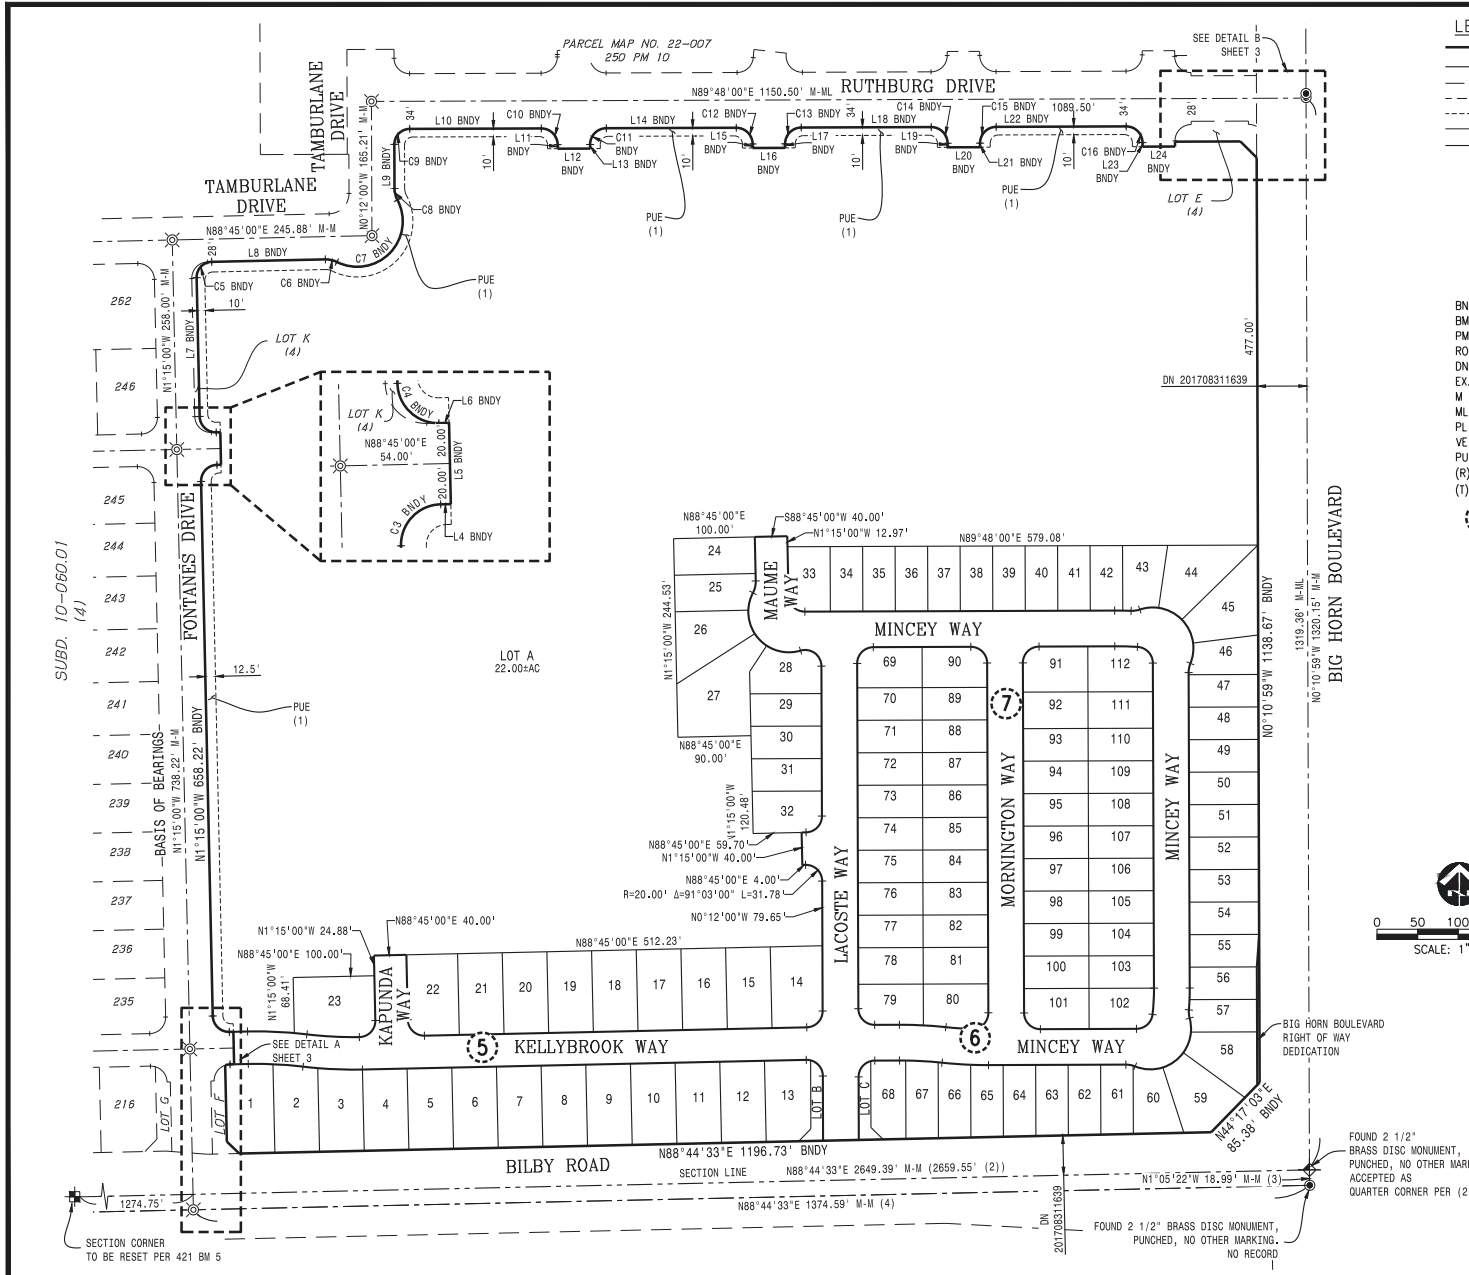 PARCEL MAP NO. 22-007
250 PM 10
SEE DETAIL B
SHEET 3
TAMBURLANE
DRIVE
N89°48'00"E 1150.50' M-ML
RUTHBURG DRIVE
34'
L10 BNDY
C10 BNDY
L14 BNDY
C12 BNDY
34'
C13 BNDY
L18 BNDY
C14 BNDY
C15 BNDY
L22 BNDY
1089.50'
34'
28'
C9 BNDY
L9 BNDY
10'
L11
BNDY
C11
BNDY
L12
BNDY
L13 BNDY
10'
L15
BNDY
L16
BNDY
L17
BNDY
10'
L19
BNDY
L20
BNDY
L21 BNDY
10'
C16 BNDY
L23
BNDY
L24
BNDY
LOT E
(4)
N0°12'00"W 165.21' M-M
TAMBURLANE
DRIVE
N88°45'00"E 245.88' M-M
C8 BNDY
C7 BNDY
PUE
(1)
PUE
(1)
PUE
(1)
PUE
(1)
28'
L8 BNDY
C5 BNDY
C6 BNDY
10'
L7 BNDY
N1°15'00"W 258.00' M-M
LOT K
(4)
262
246
245
244
243
242
241
240
239
238
237
236
235
216
SUBD. 10-060.01
(4)
LOT K
(4)
C4 BNDY
L6 BNDY
N88°45'00"E
54.00'
20.00'
20.00'
L5 BNDY
C3 BNDY
L4 BNDY
477.00'
DN 201708311639
FONTANES DRIVE
12.5'
PUE
(1)
BASIS OF BEARINGS
N1°15'00"W 738.22' M-M
N1°15'00"W 658.22' BNDY
LOT A
22.00±AC
N88°45'00"E
100.00'
S88°45'00"W 40.00'
N1°15'00"W 12.97'
N89°48'00"E 579.08'
N1°15'00"W 244.53'
24
25
26
27
28
29
30
31
32
MAUME
WAY
33
34
35
36
37
38
39
40
41
42
43
44
45
46
47
48
49
50
51
52
53
54
55
56
57
58
MINCEY WAY
69
90
70
89
71
88
72
87
73
86
74
85
75
84
76
83
77
82
78
81
79
80
7
MORNINGTON WAY
91
112
92
111
93
110
94
109
95
108
96
107
97
106
98
105
99
104
100
103
101
102
MINCEY WAY
N0°10'59"W 1138.67' BNDY
1319.36' M-ML
N0°10'59"W 1320.15' M-M
BIG HORN BOULEVARD
N88°45'00"E
90.00'
N1°15'00"W
120.48'
N88°45'00"E 59.70'
N1°15'00"W 40.00'
N88°45'00"E 4.00'
R=20.00' Δ=91°03'00" L=31.78'
N0°12'00"W 79.65'
LACOSTE WAY
N88°45'00"E 40.00'
N1°15'00"W 24.88'
N88°45'00"E 100.00'
N1°15'00"W
68.41'
N88°45'00"E 512.23'
23
KAPUNDA
WAY
22
21
20
19
18
17
16
15
14
SEE DETAIL A
SHEET 3
5
KELLYBROOK WAY
6
MINCEY WAY
LOT G
LOT F
1
2
3
4
5
6
7
8
9
10
11
12
13
LOT B
LOT C
68
67
66
65
64
63
62
61
60
59
BIG HORN BOULEVARD
RIGHT OF WAY
DEDICATION
N44°17'03"E
85.38' BNDY
BILBY ROAD
N88°44'33"E 1196.73' BNDY
SECTION LINE
N88°44'33"E 2649.39' M-M (2659.55' (2))
N1°05'22"W 18.99' M-M (3)
1274.75'
N88°44'33"E 1374.59' M-M (4)
DN
201708311639
SECTION CORNER
TO BE RESET PER 421 BM 5
FOUND 2 1/2" BRASS DISC MONUMENT,
PUNCHED, NO OTHER MARKING.
NO RECORD
FOUND 2 1/2"
BRASS DISC MONUMENT,
PUNCHED, NO OTHER MAR
ACCEPTED AS
QUARTER CORNER PER (2
LE
BN
BM
PM
RO
DN
EX.
M
ML
PL
VE
PU
(R)
(T)
0 50 100
SCALE: 1"